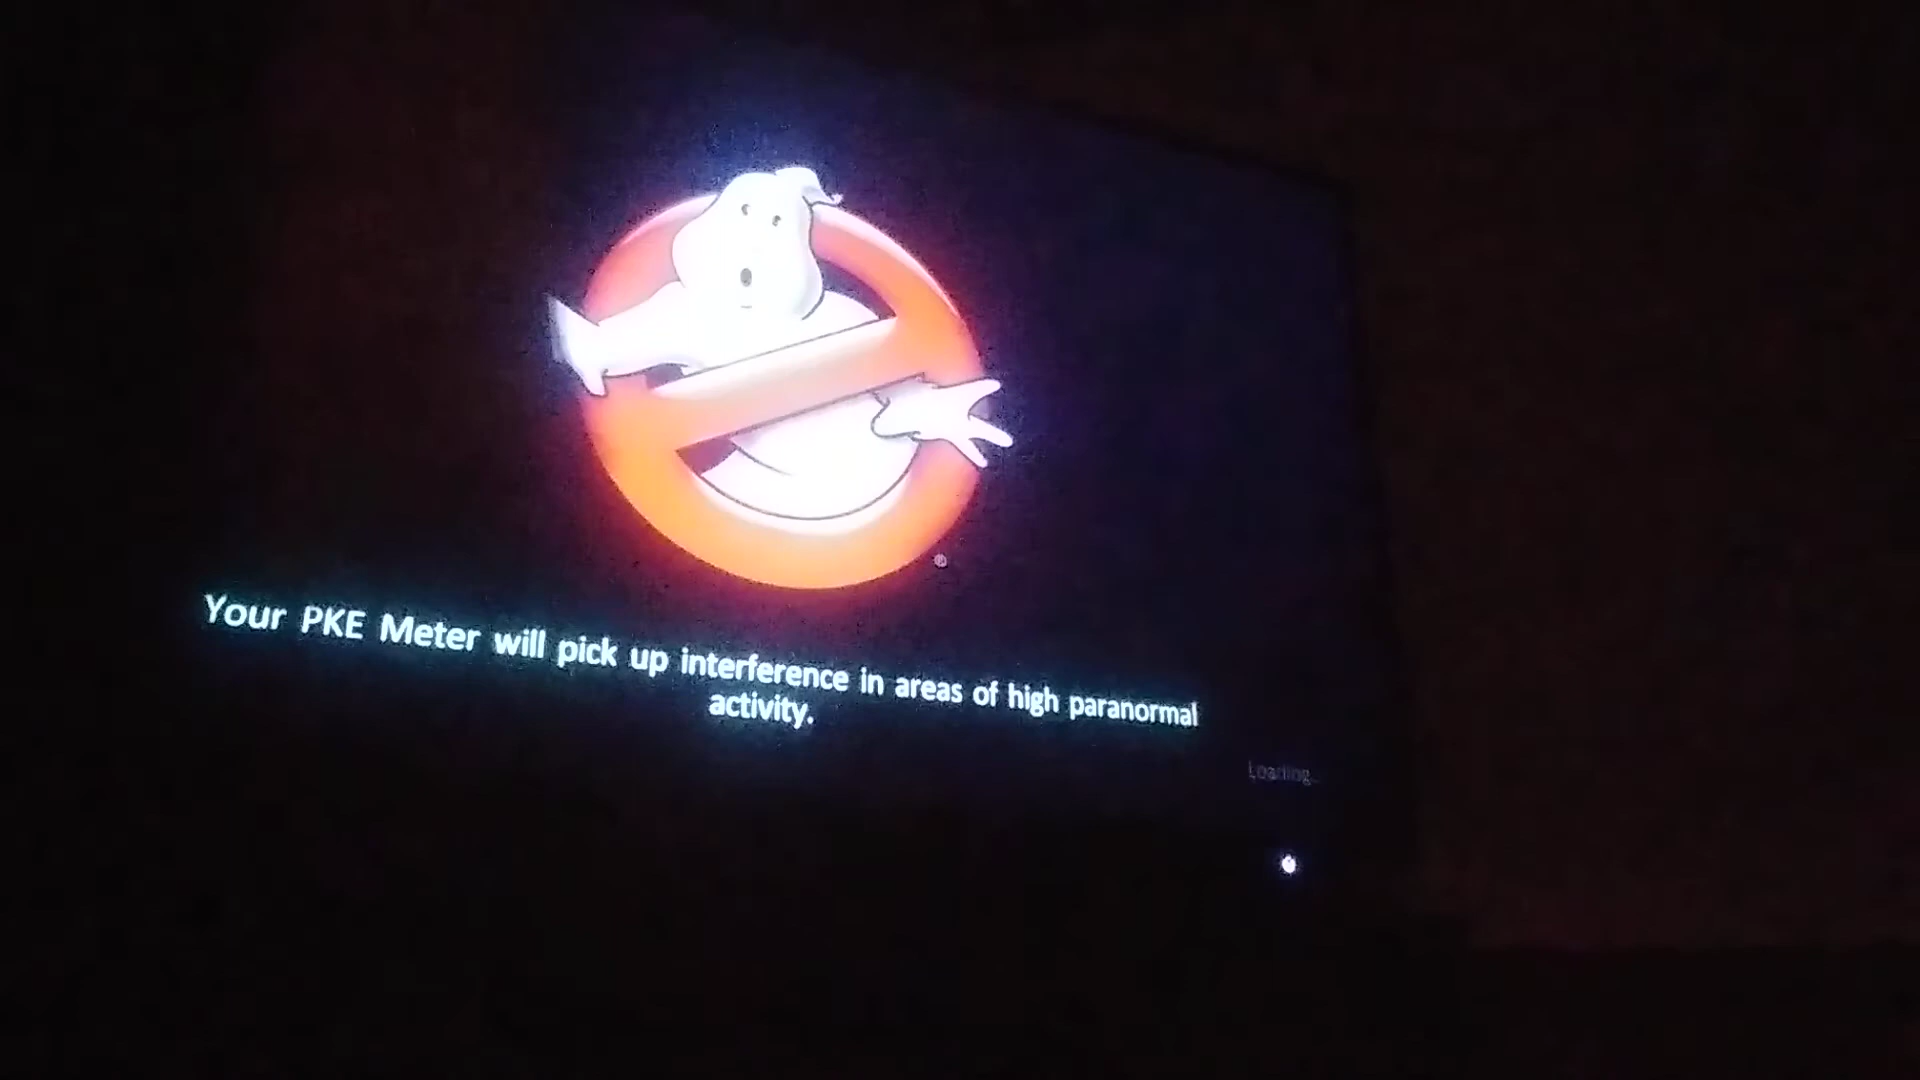 Your PKE Meter will pick up interference in areas of high paranormal
activity.
Loading...
®